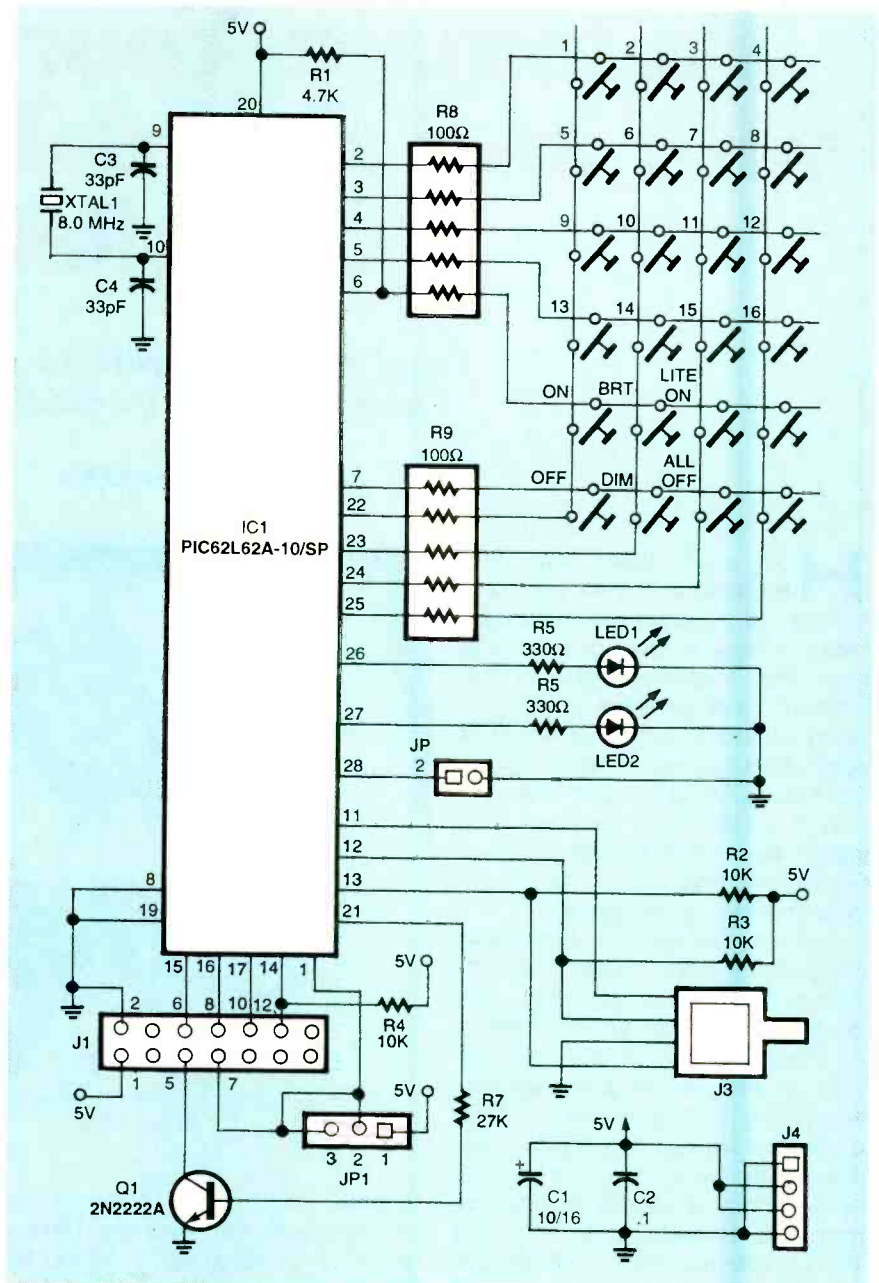 5V
R1
4.7K
20
9
C3
33pF
XTAL1
8.0 MHz
10
C4
33pF
R8
100Ω
2
3
4
5
6
1 2 3 4
5 6 7 8
9 10 11 12
13 14 15 16
ON BRT LITE ON
OFF DIM ALL OFF
R9
100Ω
7
22
23
24
25
IC1
PIC62L62A-10/SP
26
R5
330Ω
LED1
27
R5
330Ω
LED2
28
JP
2
11
12
13
21
R2
10K
5V
R3
10K
8
19
15 16 17 14 1
5V
R4
10K
2 6 8 10 12
J1
1 5 7
5V
5V
3 2 1
JP1
R7
27K
J3
Q1
2N2222A
5V
+
C1
10/16
C2
.1
J4